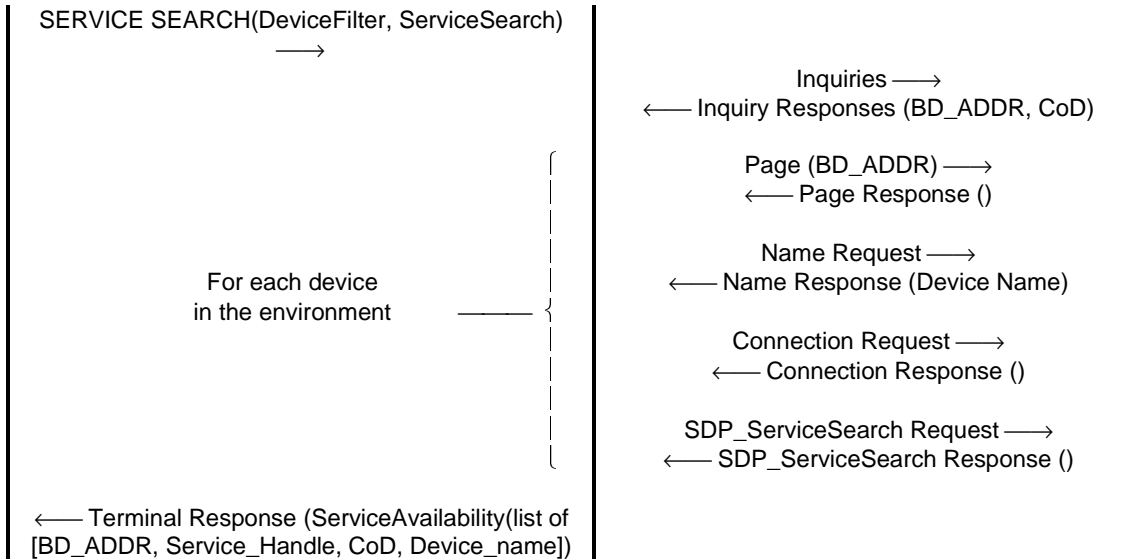 SERVICE SEARCH(DeviceFilter, ServiceSearch)
⟶
Inquiries ⟶
⟵ Inquiry Responses (BD_ADDR, CoD)
Page (BD_ADDR) ⟶
⟵ Page Response ()
Name Request ⟶
⟵ Name Response (Device Name)
For each device
in the environment
Connection Request ⟶
⟵ Connection Response ()
SDP_ServiceSearch Request ⟶
⟵ SDP_ServiceSearch Response ()
⟵ Terminal Response (ServiceAvailability(list of
[BD_ADDR, Service_Handle, CoD, Device_name])